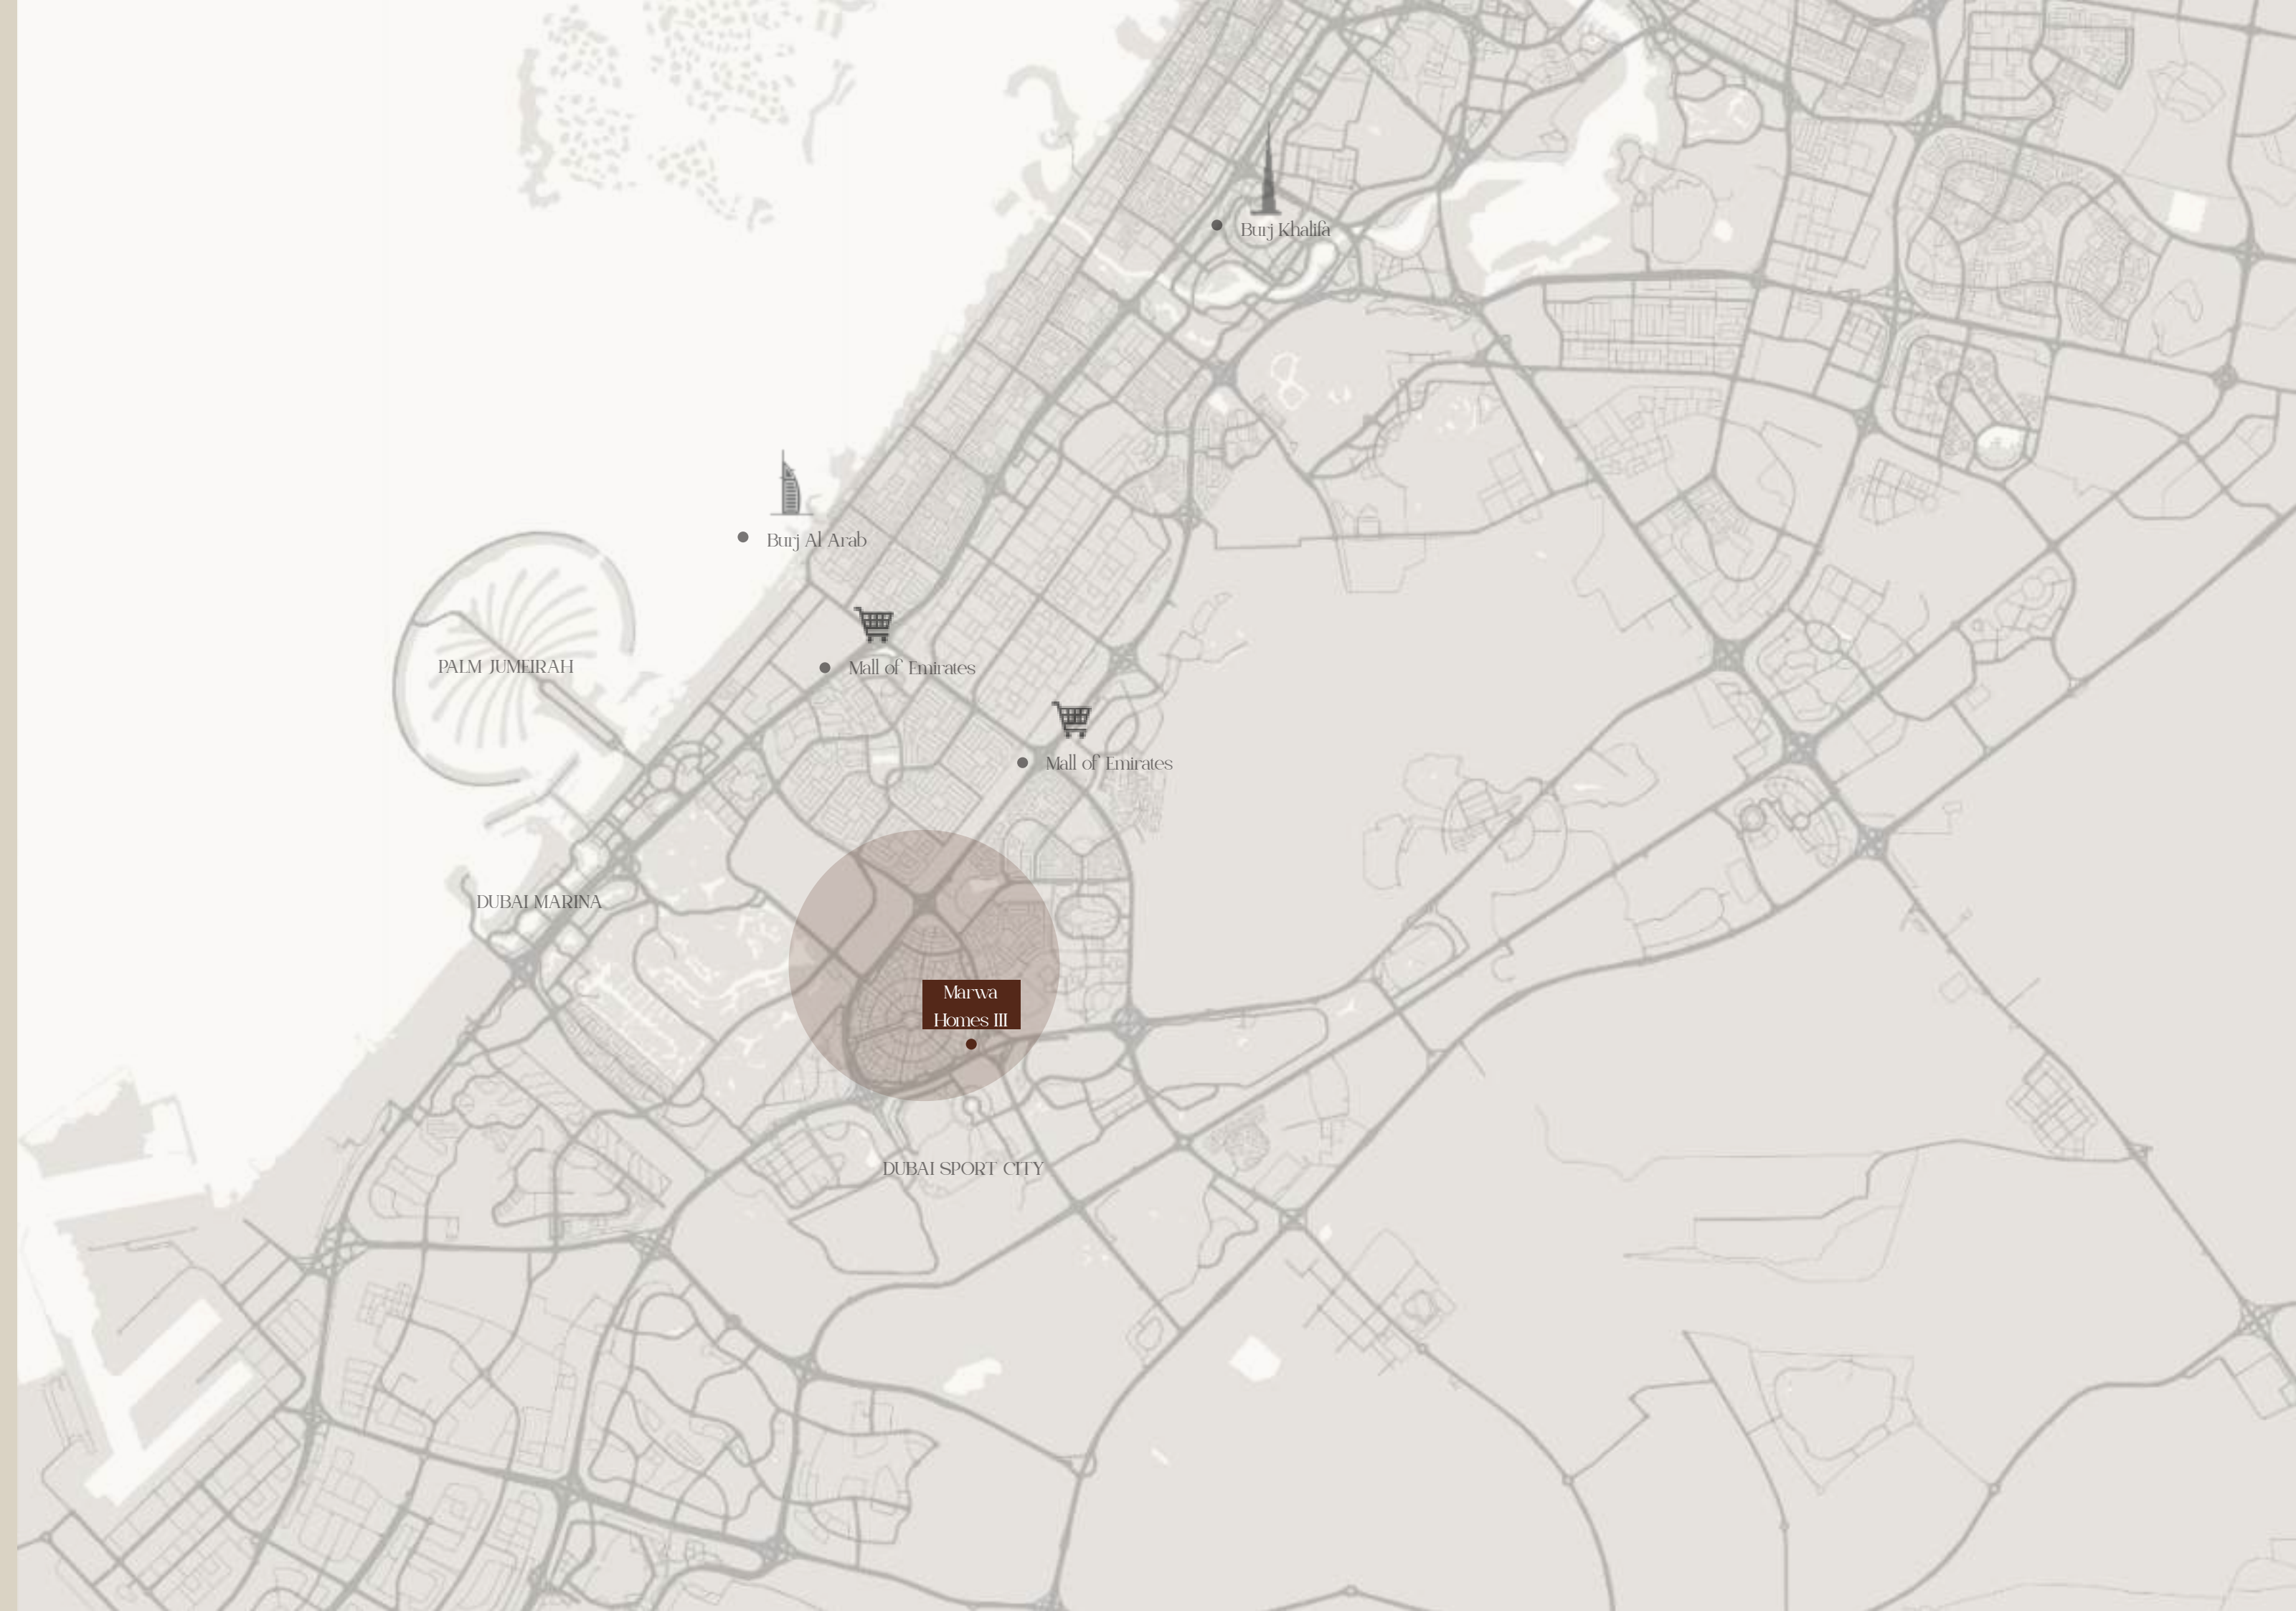 Burj Khalifa
Burj Al Arab
PALM JUMEIRAH
Mall of Emirates
Mall of Emirates
DUBAI MARINA
Marwa
Homes III
DUBAI SPORT CITY